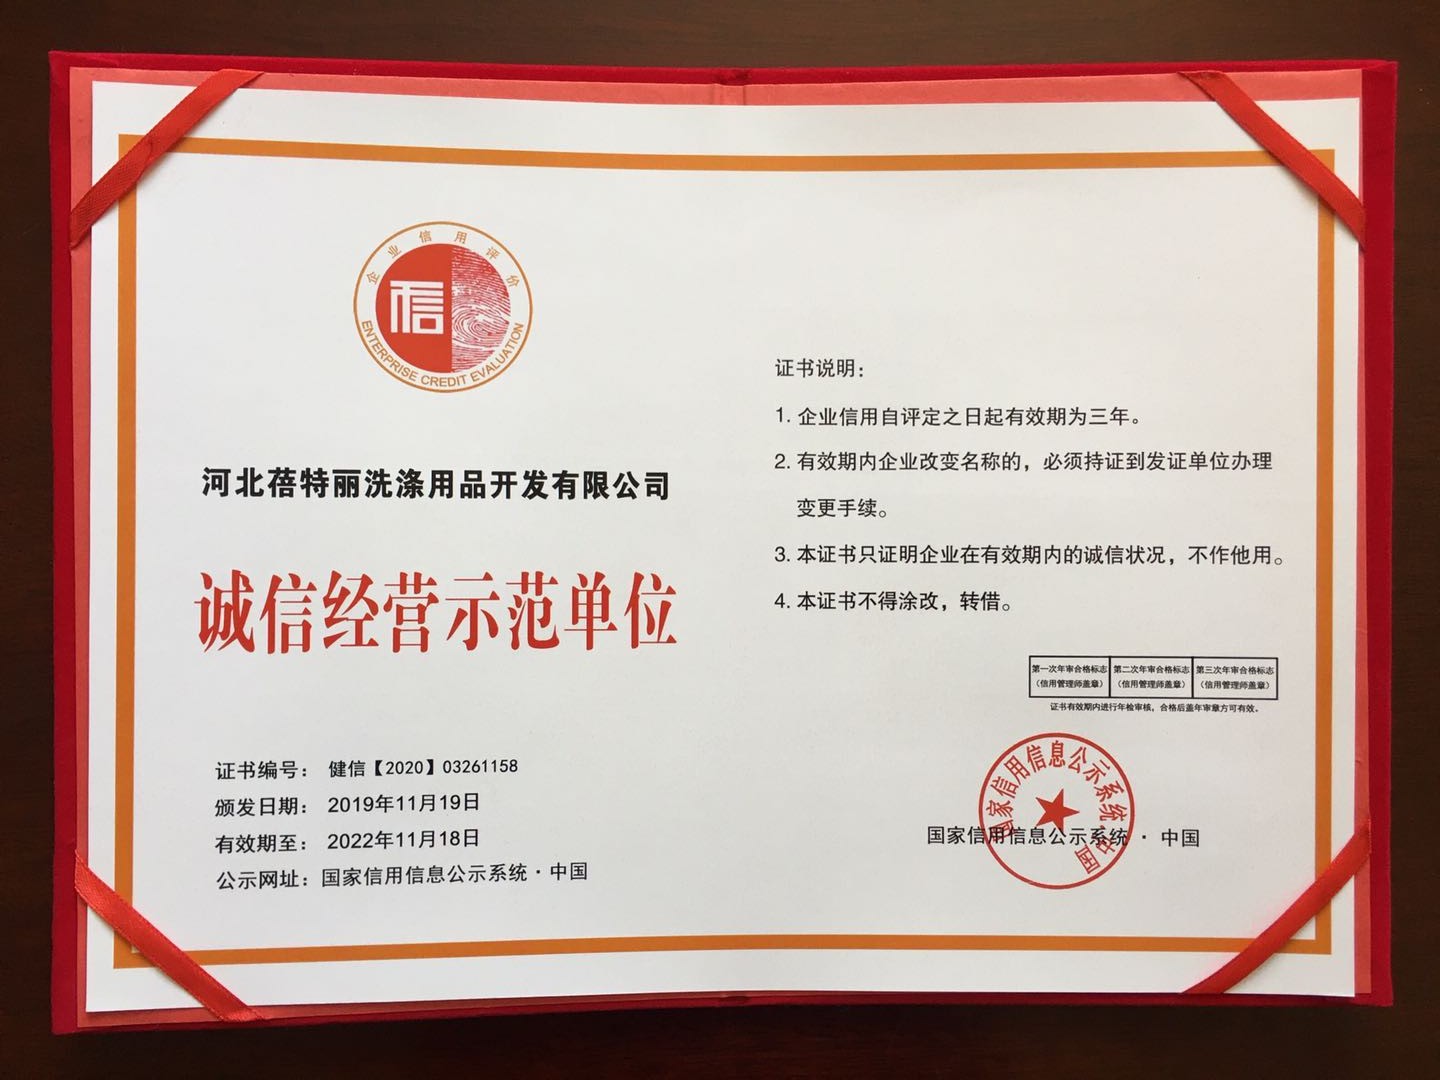 企业信用评价
信
ENTERPRISE CREDIT EVALUATION
河北蓓特丽洗涤用品开发有限公司
诚信经营示范单位
证书编号： 健信【2020】03261158
颁发日期： 2019年11月19日
有效期至： 2022年11月18日
公示网址：国家信用信息公示系统·中国
证书说明：
1. 企业信用自评定之日起有效期为三年。
2. 有效期内企业改变名称的，必须持证到发证单位办理
变更手续。
3. 本证书只证明企业在有效期内的诚信状况，不作他用。
4. 本证书不得涂改，转借。
第一次年审合格标志 第二次年审合格标志 第三次年审合格标志
（信用管理师盖章） （信用管理师盖章） （信用管理师盖章）
证书有效期内进行年检审核，合格后盖年审章方可有效。
国家信用信息公示系统·中国
国家信用信息公示系统 · 中国